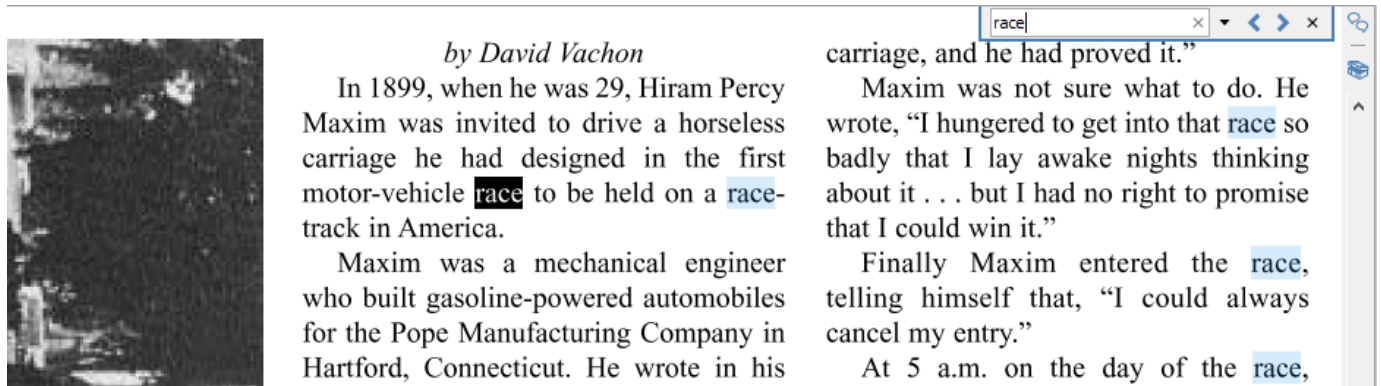 race
by David Vachon
In 1899, when he was 29, Hiram Percy
Maxim was invited to drive a horseless
carriage he had designed in the first
motor-vehicle race to be held on a race-
track in America.
Maxim was a mechanical engineer
who built gasoline-powered automobiles
for the Pope Manufacturing Company in
Hartford, Connecticut. He wrote in his
carriage, and he had proved it.”
Maxim was not sure what to do. He
wrote, “I hungered to get into that race so
badly that I lay awake nights thinking
about it . . . but I had no right to promise
that I could win it.”
Finally Maxim entered the race,
telling himself that, “I could always
cancel my entry.”
At 5 a.m. on the day of the race,